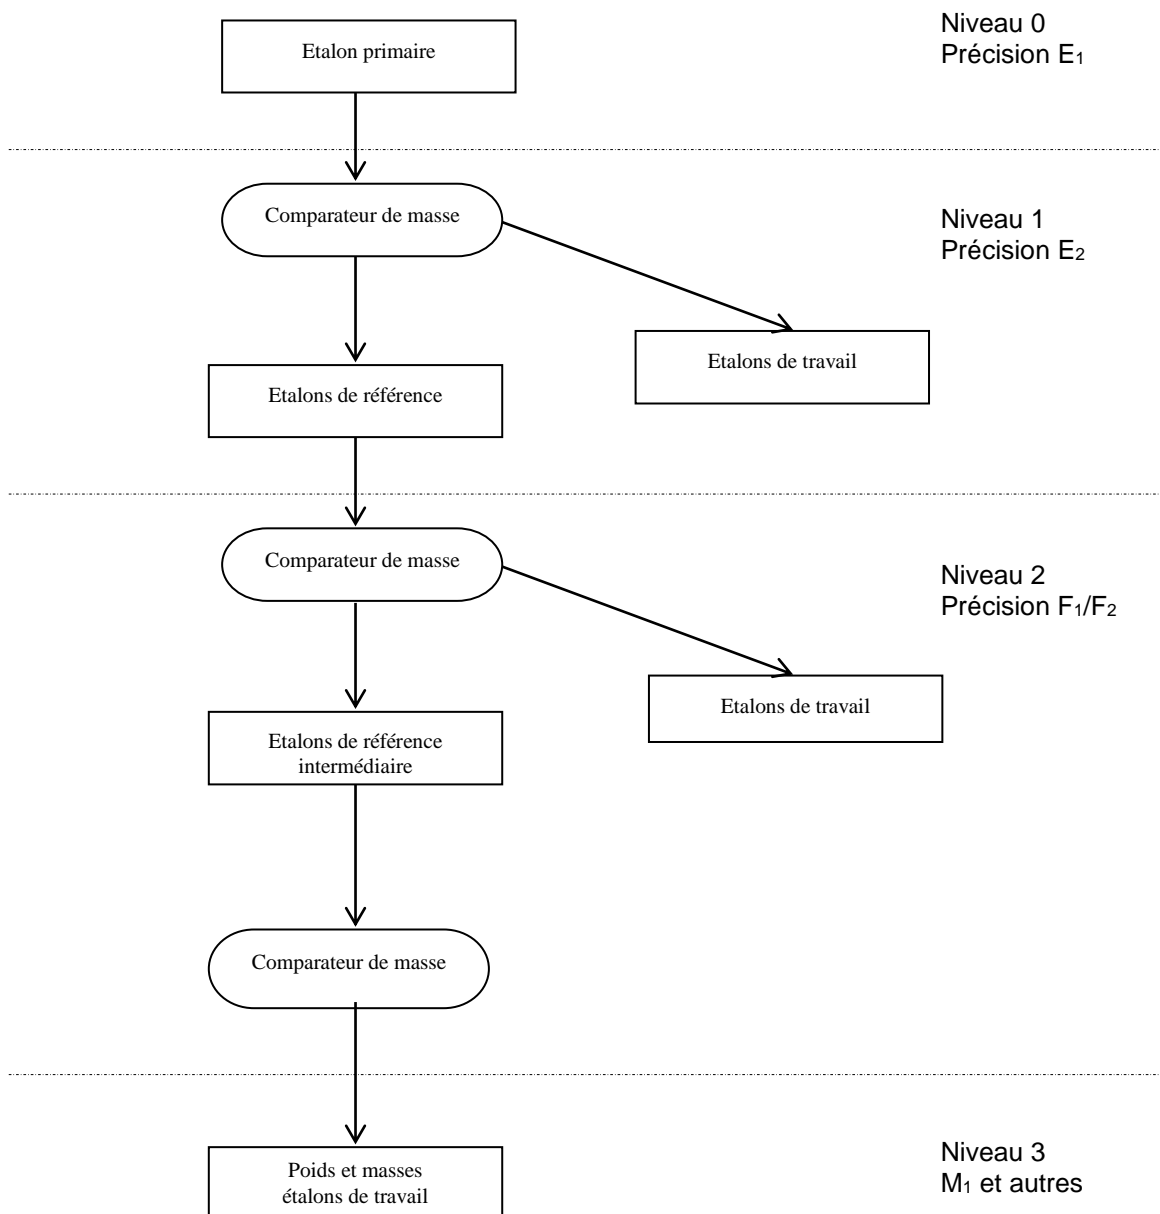 Niveau 0
Précision E₁
Etalon primaire
Comparateur de masse
Niveau 1
Précision E₂
Etalons de travail
Etalons de référence
Comparateur de masse
Niveau 2
Précision F₁/F₂
Etalons de travail
Etalons de référence
intermédiaire
Comparateur de masse
Niveau 3
M₁ et autres
Poids et masses
étalons de travail